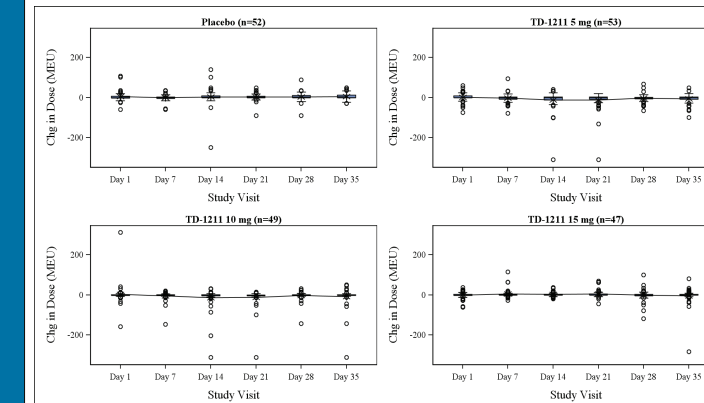 Placebo (n=52)
Chg in Dose (MEU)
200
0
-200
Day 1 Day 7 Day 14 Day 21 Day 28 Day 35
Study Visit
TD-1211 5 mg (n=53)
Chg in Dose (MEU)
200
0
-200
Day 1 Day 7 Day 14 Day 21 Day 28 Day 35
Study Visit
TD-1211 10 mg (n=49)
Chg in Dose (MEU)
200
0
-200
Day 1 Day 7 Day 14 Day 21 Day 28 Day 35
Study Visit
TD-1211 15 mg (n=47)
Chg in Dose (MEU)
200
0
-200
Day 1 Day 7 Day 14 Day 21 Day 28 Day 35
Study Visit